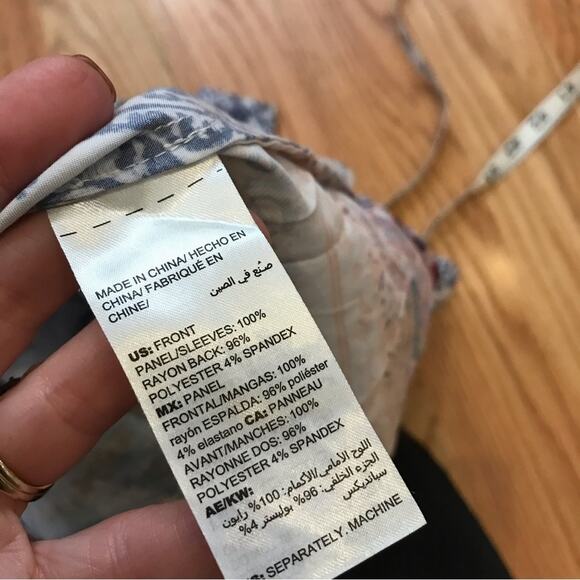 MADE IN CHINA/ HECHO EN
CHINA/ FABRIQUÉ EN
CHINE/
صُنع في الصين
US: FRONT
PANEL/SLEEVES: 100%
RAYON BACK: 96%
POLYESTER 4% SPANDEX
MX: PANEL
FRONTAL/MANGAS: 100%
rayón ESPALDA: 96% poliéster
4% elastano CA: PANNEAU
AVANT/MANCHES: 100%
RAYONNE DOS: 96%
POLYESTER 4% SPANDEX
AE/KW:
اللوح الأمامي/الأكمام: 100% رايون
الجزء الخلفي: 96% بوليستر 4%
سبانديكس
: SEPARATELY. MACHINE